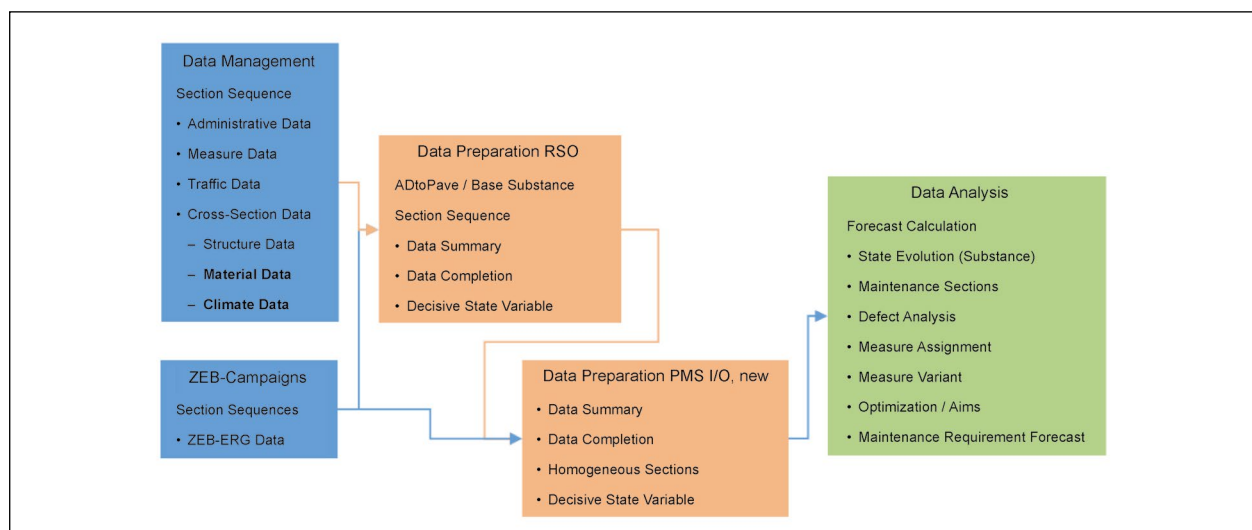 Data Management
Section Sequence
• Administrative Data
• Measure Data
• Traffic Data
• Cross-Section Data
– Structure Data
– Material Data
– Climate Data
ZEB-Campaigns
Section Sequences
• ZEB-ERG Data
Data Preparation RSO
ADtoPave / Base Substance
Section Sequence
• Data Summary
• Data Completion
• Decisive State Variable
Data Preparation PMS I/O, new
• Data Summary
• Data Completion
• Homogeneous Sections
• Decisive State Variable
Data Analysis
Forecast Calculation
• State Evolution (Substance)
• Maintenance Sections
• Defect Analysis
• Measure Assignment
• Measure Variant
• Optimization / Aims
• Maintenance Requirement Forecast